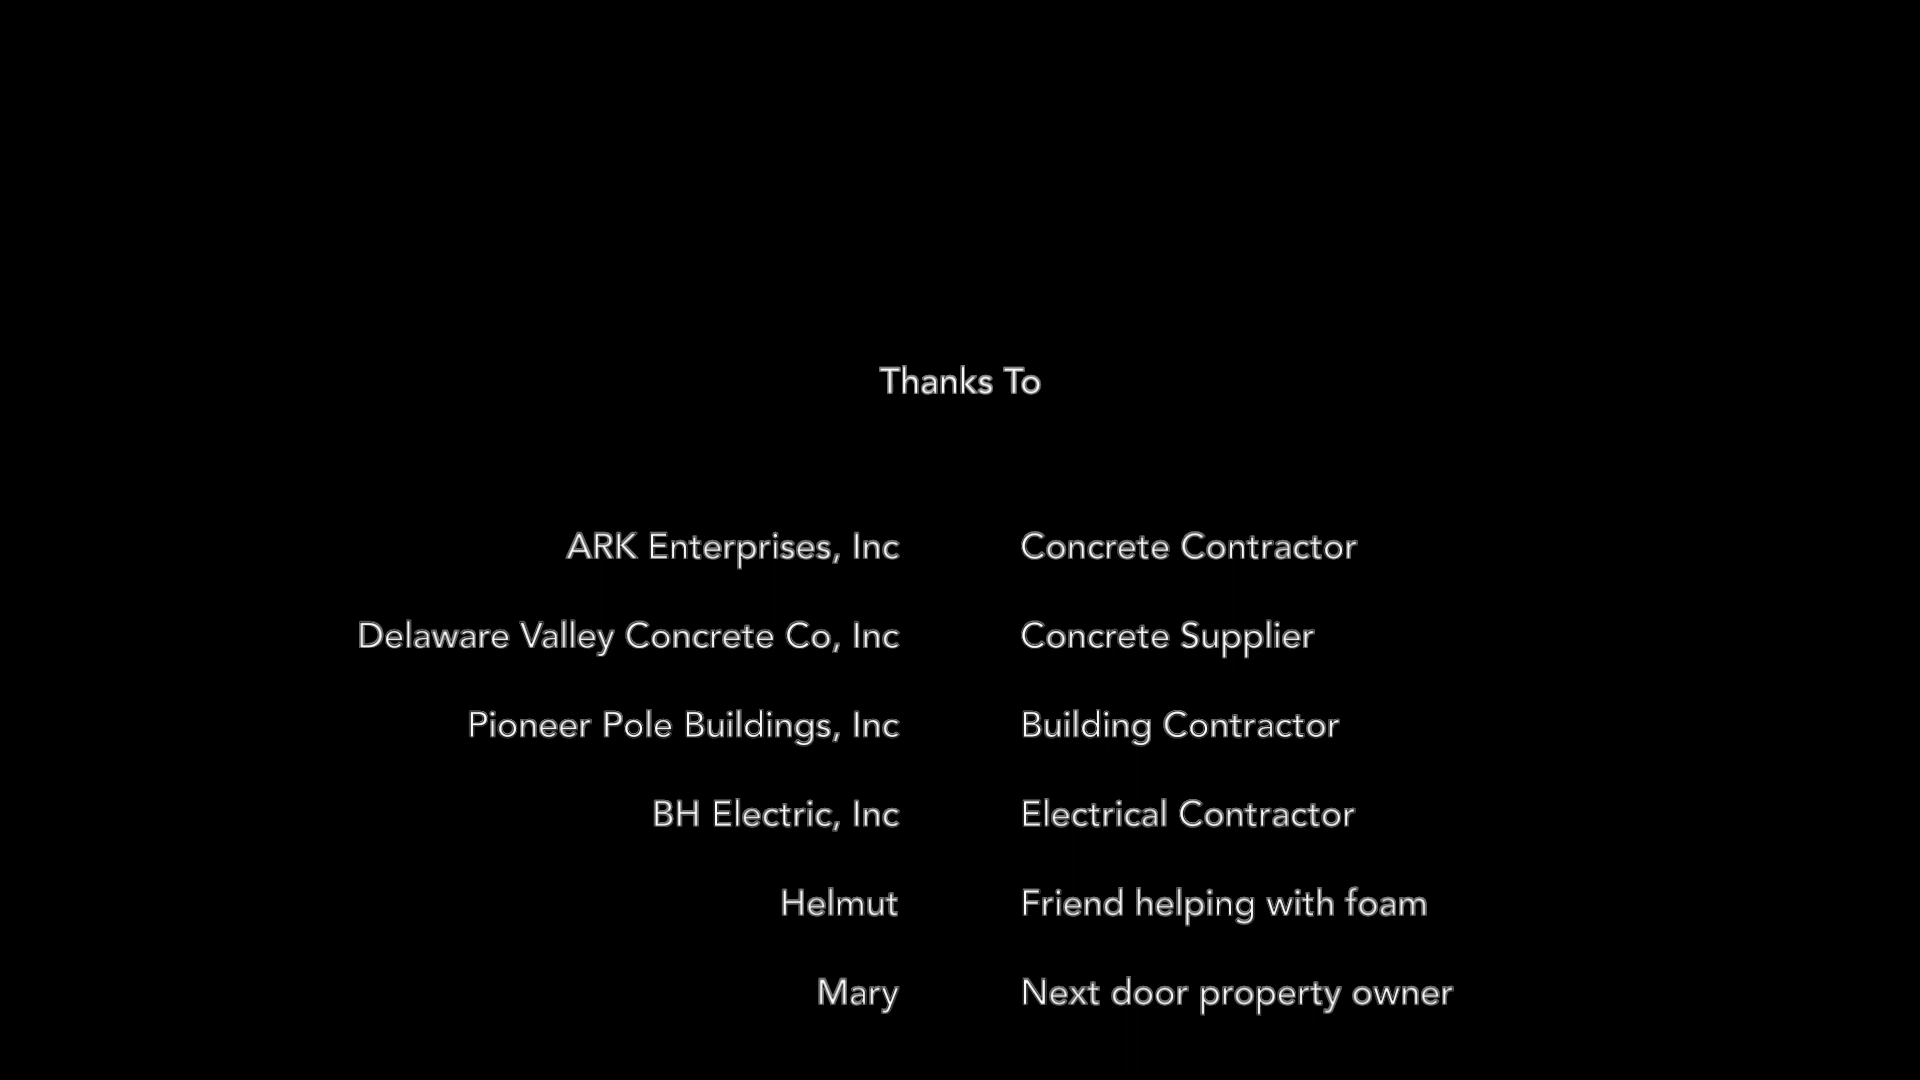 Thanks To
ARK Enterprises, Inc Concrete Contractor
Delaware Valley Concrete Co, Inc Concrete Supplier
Pioneer Pole Buildings, Inc Building Contractor
BH Electric, Inc Electrical Contractor
Helmut Friend helping with foam
Mary Next door property owner